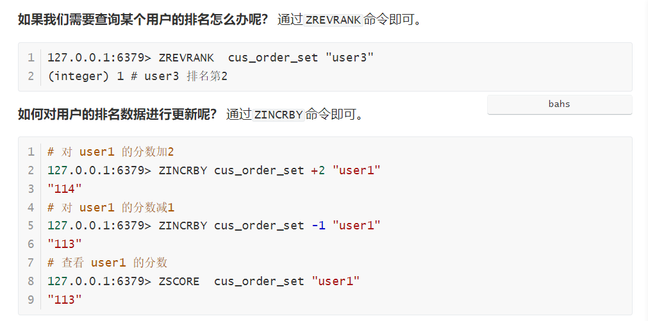 如果我们需要查询某个用户的排名怎么办呢？ 通过 ZREVRANK 命令即可。
1 127.0.0.1:6379> ZREVRANK  cus_order_set "user3"
2 (integer) 1 # user3 排名第2
如何对用户的排名数据进行更新呢？ 通过 ZINCRBY 命令即可。
bahs
1 # 对 user1 的分数加2
2 127.0.0.1:6379> ZINCRBY cus_order_set +2 "user1"
3 "114"
4 # 对 user1 的分数减1
5 127.0.0.1:6379> ZINCRBY cus_order_set -1 "user1"
6 "113"
7 # 查看 user1 的分数
8 127.0.0.1:6379> ZSCORE  cus_order_set "user1"
9 "113"